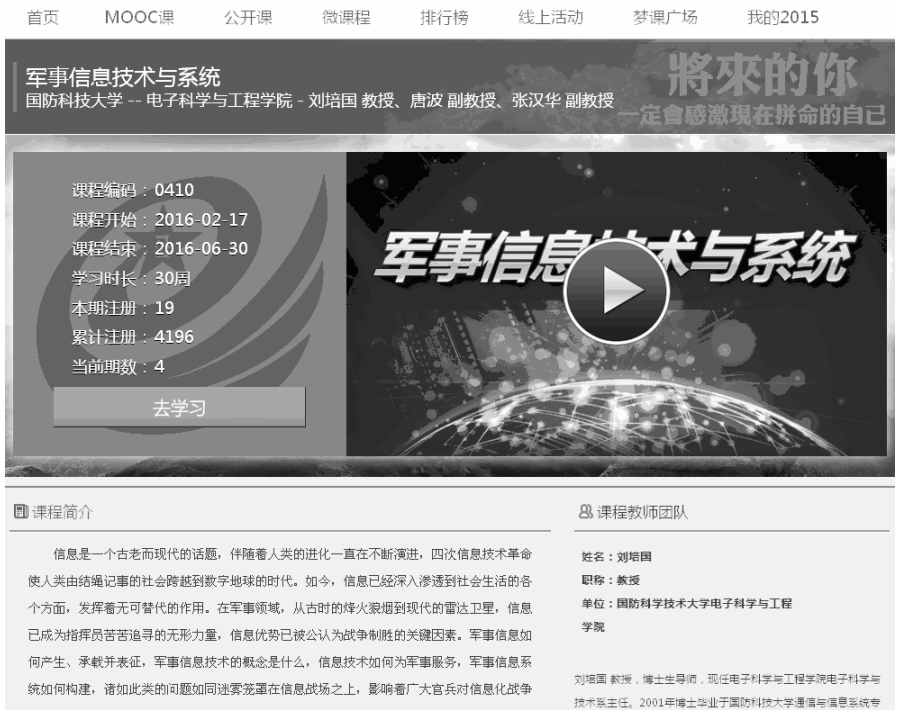 首页 MOOC课 公开课 微课程 排行榜 线上活动 梦课广场 我的2015
军事信息技术与系统
国防科技大学 -- 电子科学与工程学院 - 刘培国 教授、唐波 副教授、张汉华 副教授
將來的你
一定會感激現在拼命的自己
课程编码：0410
课程开始：2016-02-17
课程结束：2016-06-30
学习时长：30周
本期注册：19
累计注册：4196
当前期数：4
去学习
军事信息技术与系统
课程简介
信息是一个古老而现代的话题，伴随着人类的进化一直在不断演进，四次信息技术革命
使人类由结绳记事的社会跨越到数字地球的时代。如今，信息已经深入渗透到社会生活的各
个方面，发挥着无可替代的作用。在军事领域，从古时的烽火狼烟到现代的雷达卫星，信息
已成为指挥员苦苦追寻的无形力量，信息优势已被公认为战争制胜的关键因素。军事信息如
何产生、承载并表征，军事信息技术的概念是什么，信息技术如何为军事服务，军事信息系
统如何构建，诸如此类的问题如同迷雾笼罩在信息战场之上，影响着广大官兵对信息化战争
课程教师团队
姓名：刘培国
职称：教授
单位：国防科学技术大学电子科学与工程
学院
刘培国 教授，博士生导师，现任电子科学与工程学院电子科学与
技术系主任。2001年博士毕业于国防科技大学通信与信息系统专